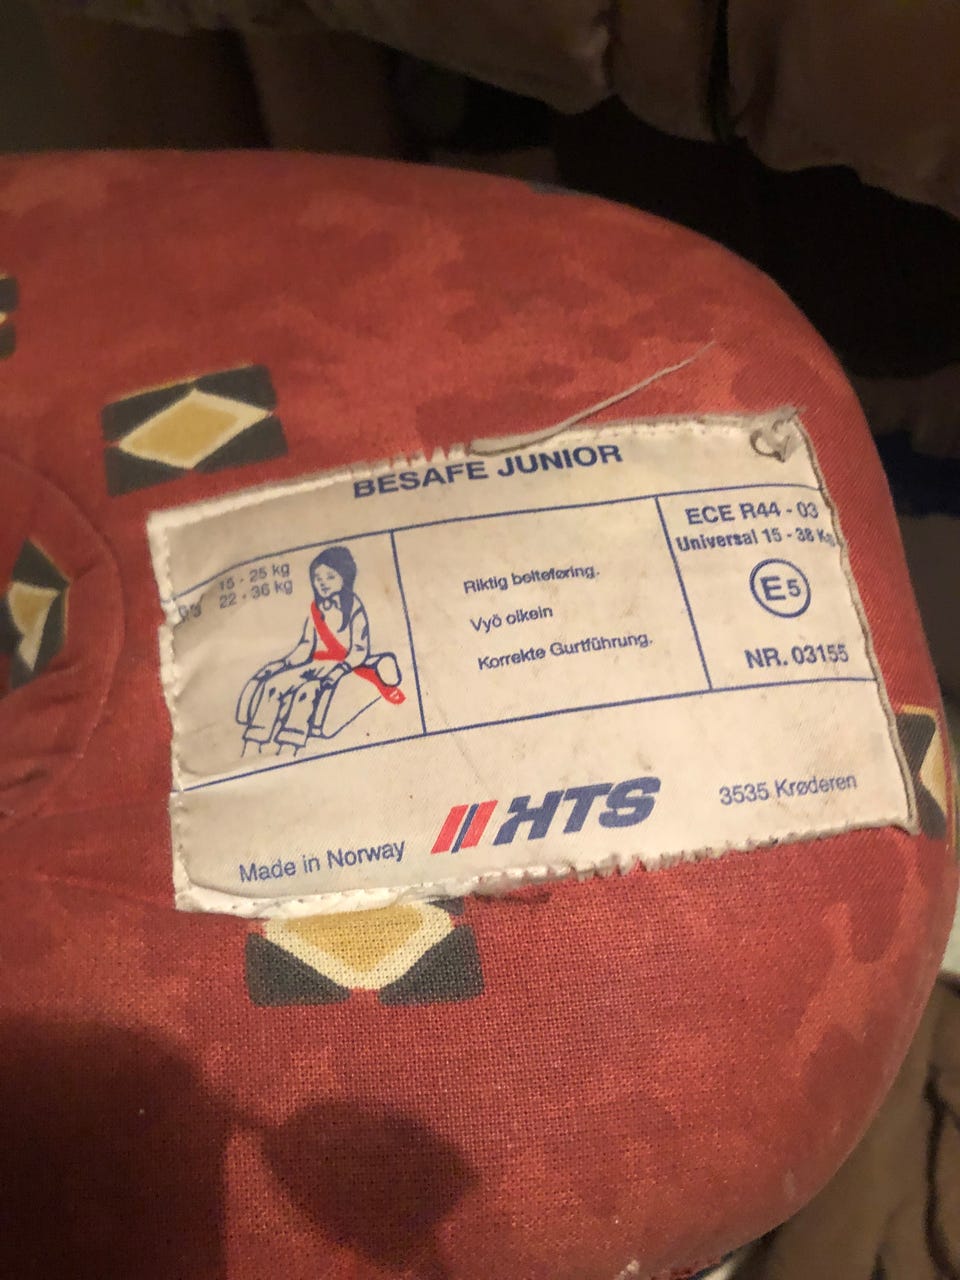 BESAFE JUNIOR
15 - 25 kg
22 - 36 kg
Riktig belteføring.
Vyö oikein
Korrekte Gurtführung.
ECE R44 - 03
Universal 15 - 36 Kg
E5
NR. 03155
Made in Norway
HTS
3535 Krøderen